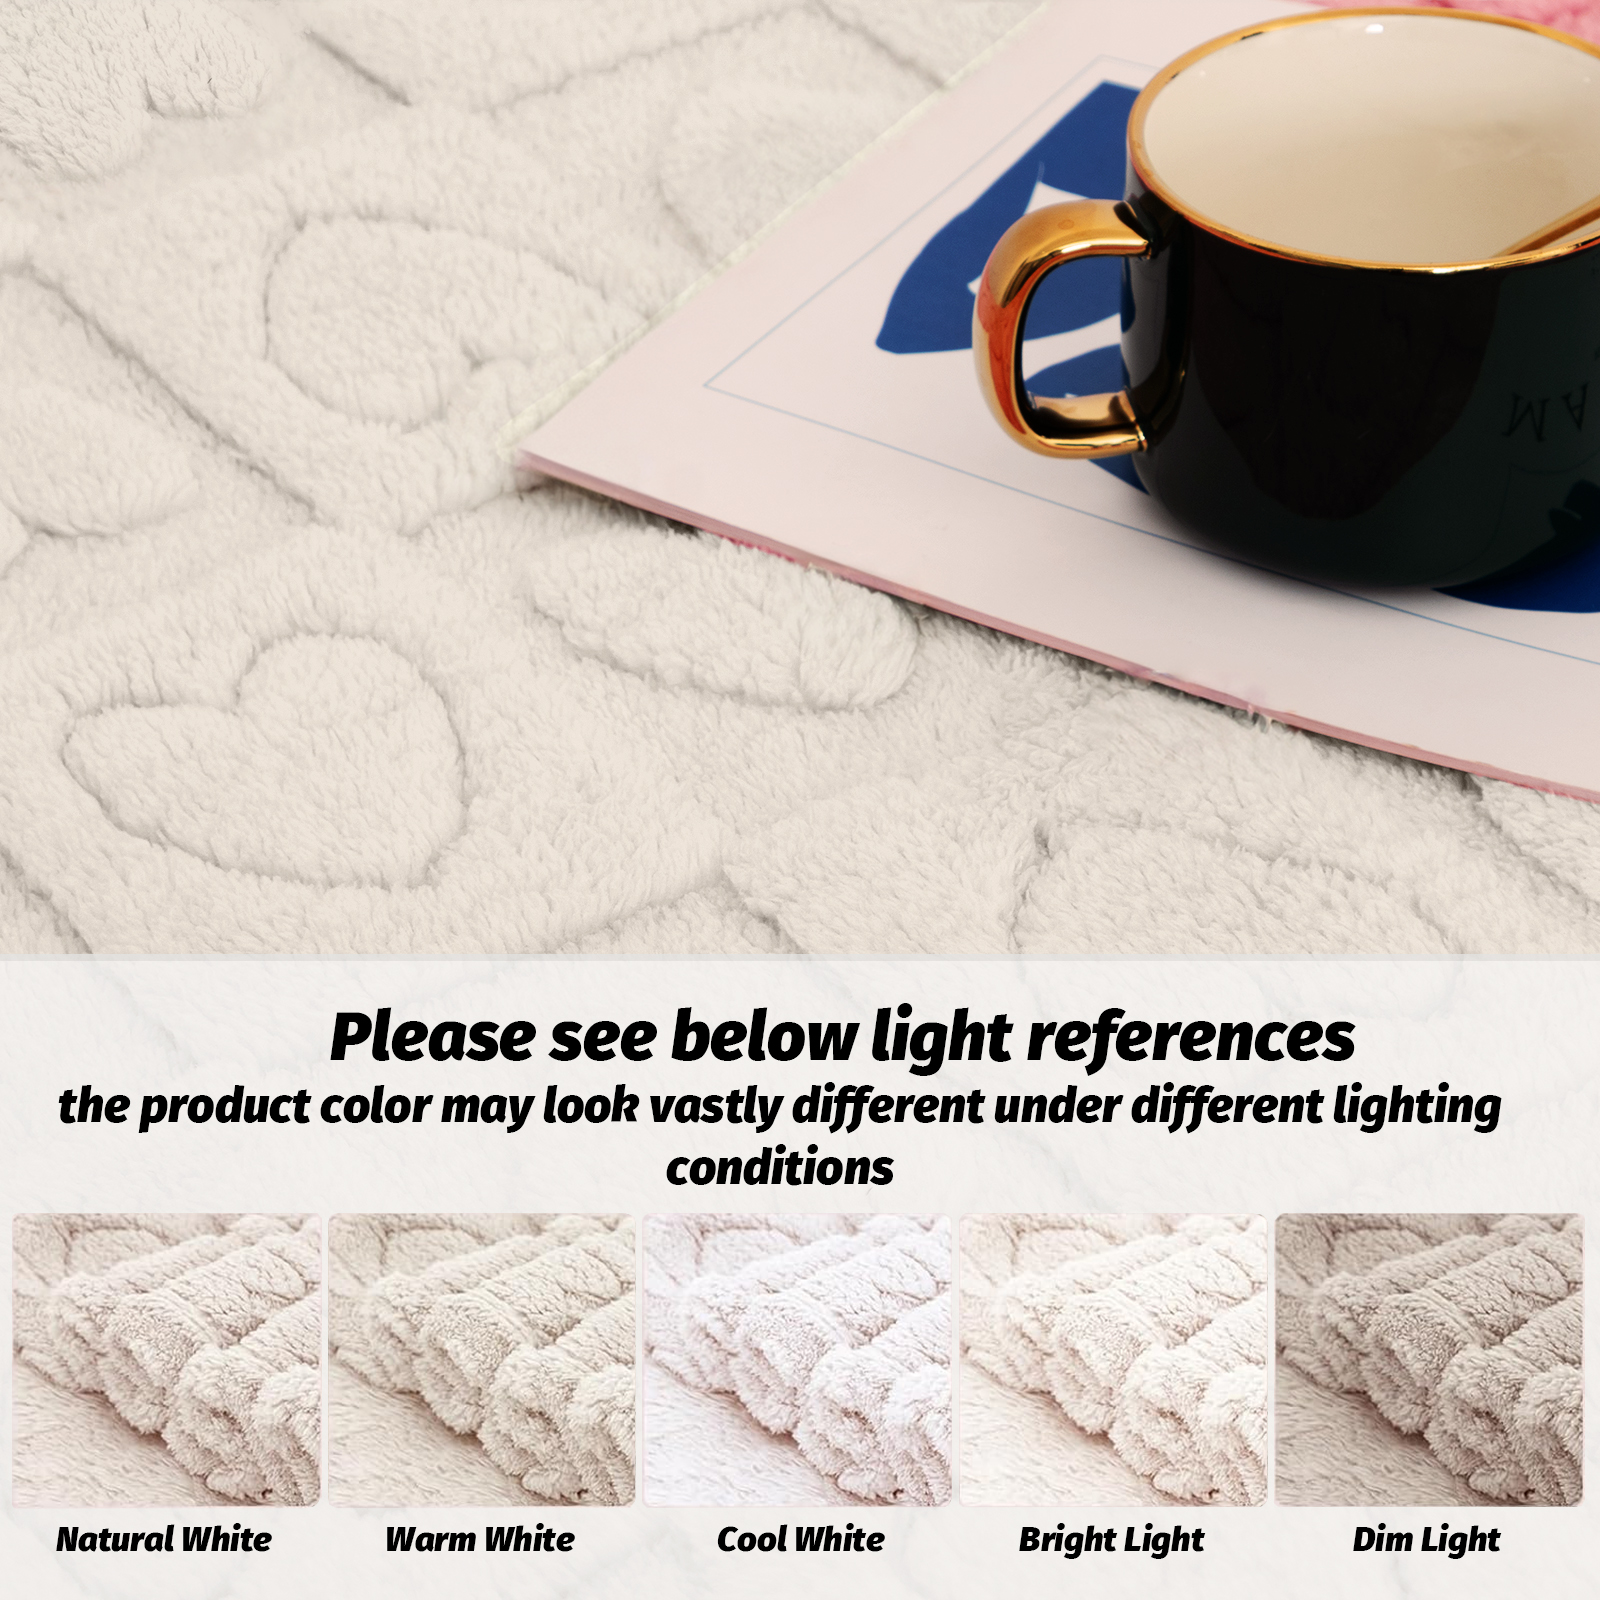 M A
Please see below light references
the product color may look vastly different under different lighting
conditions
Natural White
Warm White
Cool White
Bright Light
Dim Light